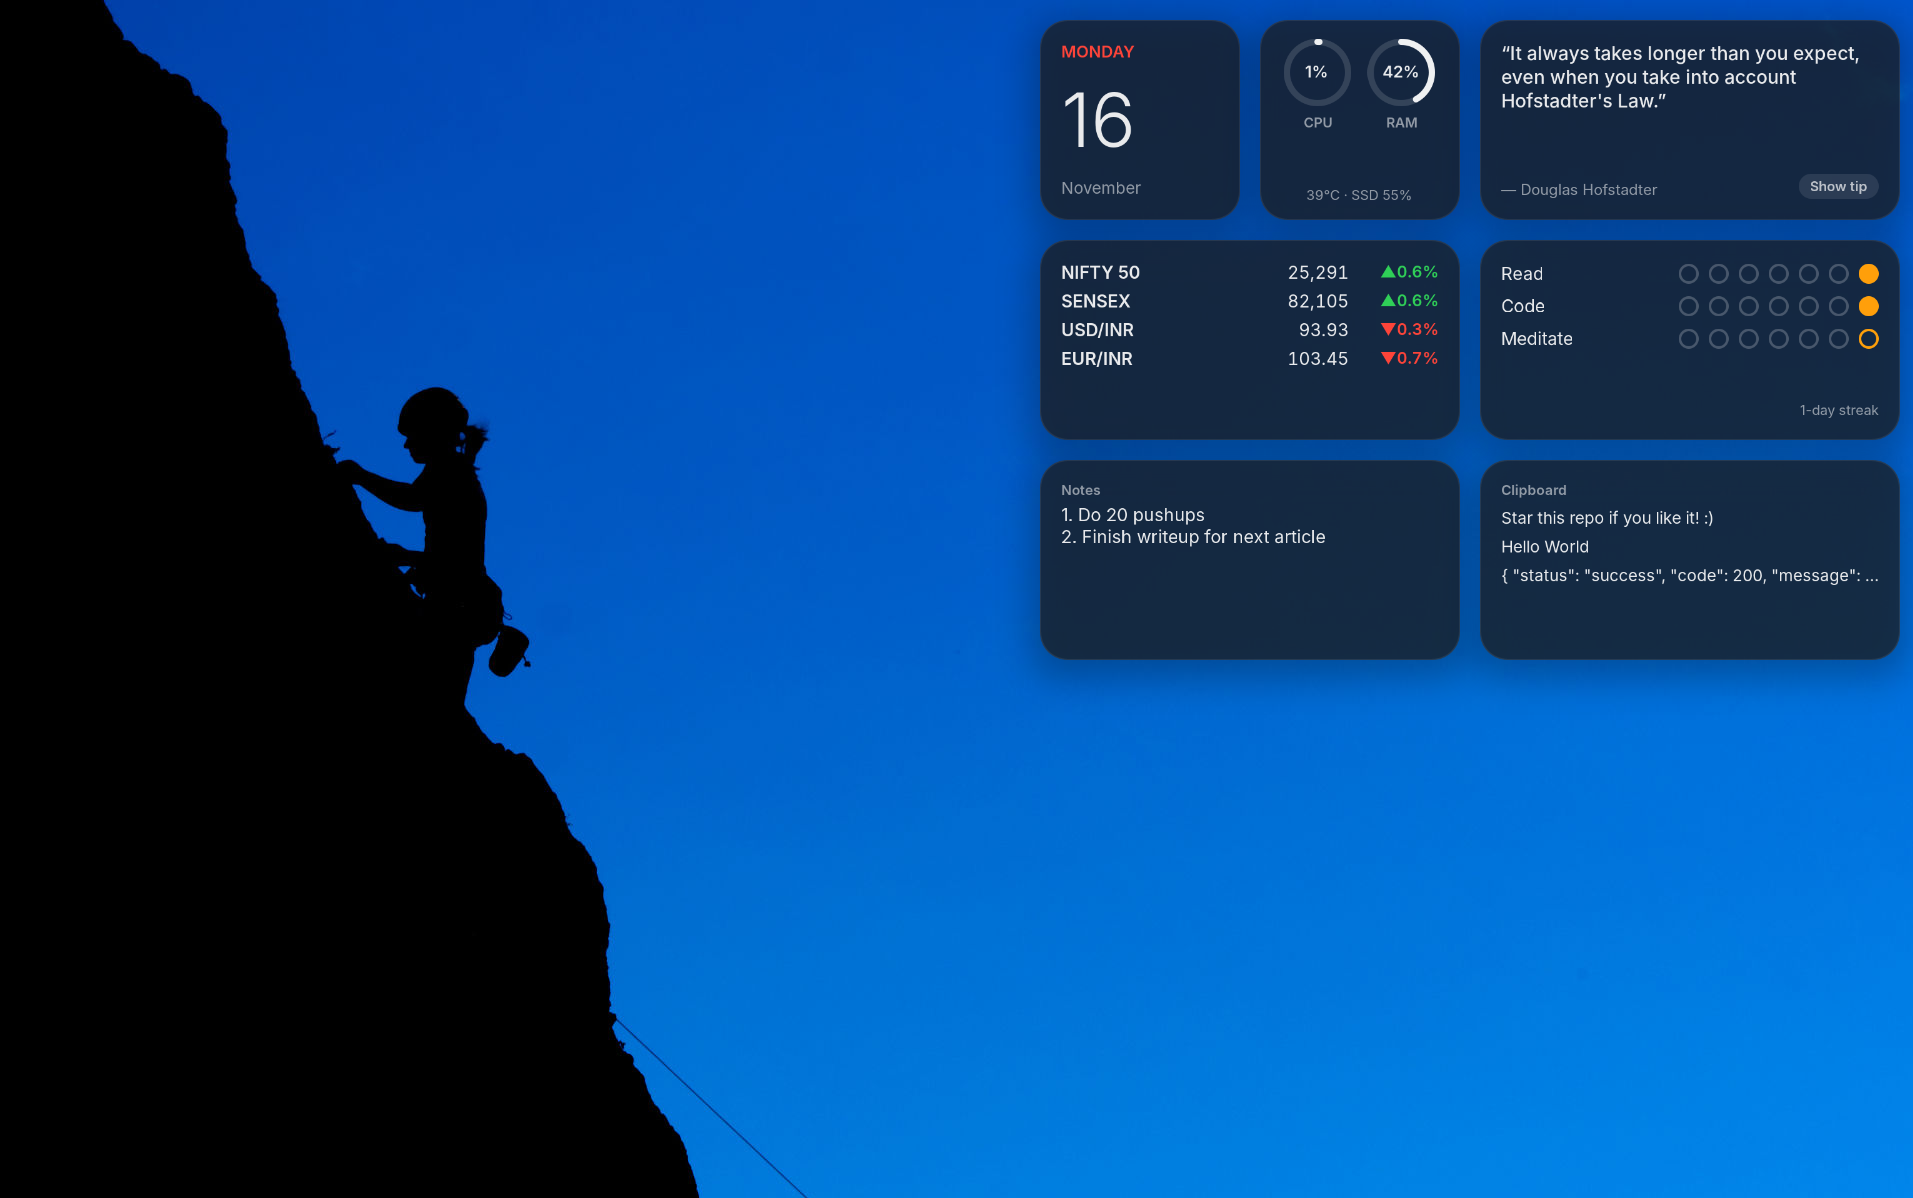 MONDAY
16
November
1%
42%
CPU
RAM
39°C · SSD 55%
“It always takes longer than you expect,
even when you take into account
Hofstadter's Law.”
— Douglas Hofstadter
Show tip
NIFTY 50 25,291 ▲0.6%
SENSEX 82,105 ▲0.6%
USD/INR 93.93 ▼0.3%
EUR/INR 103.45 ▼0.7%
Read
Code
Meditate
1-day streak
Notes
1. Do 20 pushups
2. Finish writeup for next article
Clipboard
Star this repo if you like it! :)
Hello World
{ "status": "success", "code": 200, "message": ...